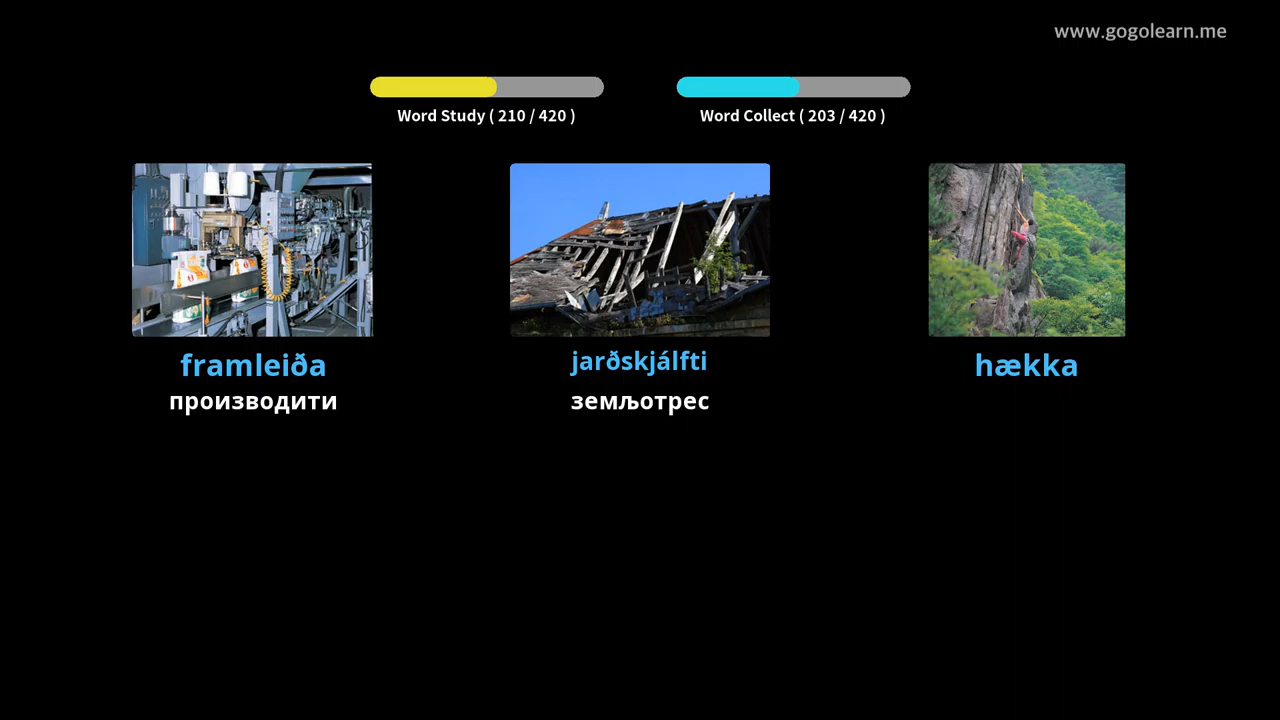 www.gogolearn.me
Word Study ( 210 / 420 )
Word Collect ( 203 / 420 )
framleiða
производити
jarðskjálfti
земљотрес
hækka